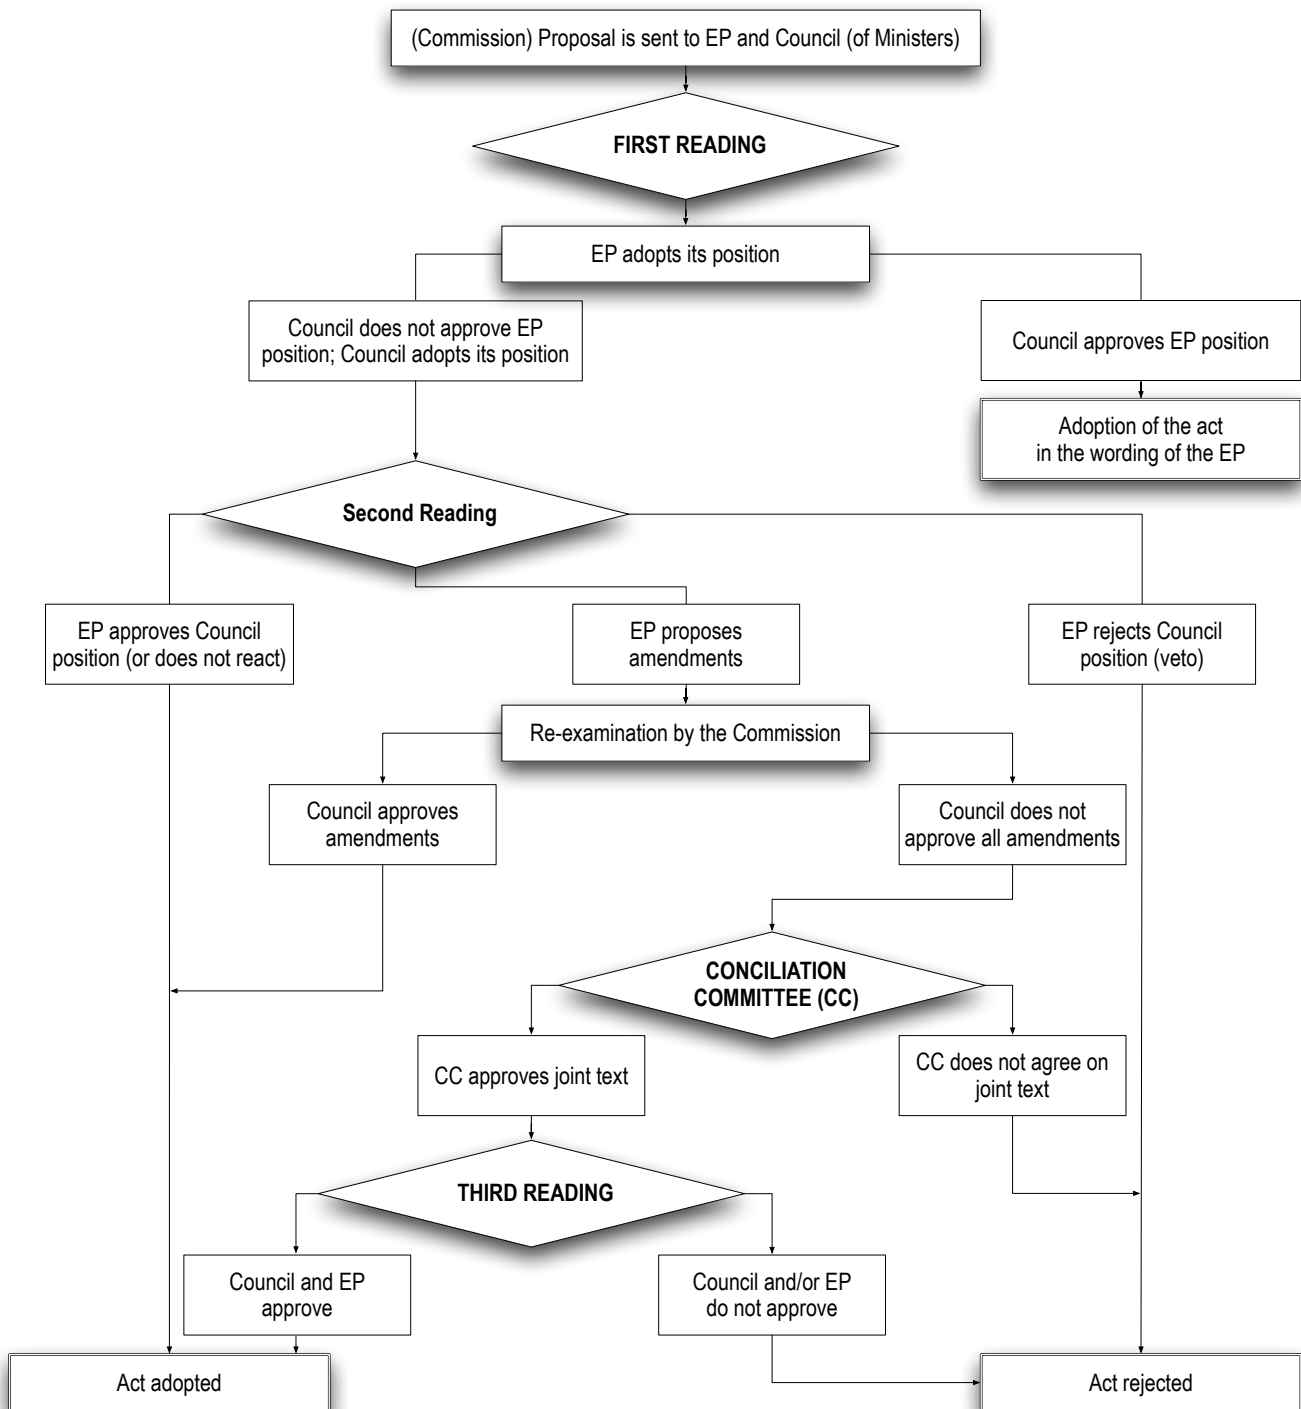 (Commission) Proposal is sent to EP and Council (of Ministers)
FIRST READING
EP adopts its position
Council does not approve EP
position; Council adopts its position
Council approves EP position
Adoption of the act
in the wording of the EP
Second Reading
EP approves Council
position (or does not react)
EP proposes
amendments
EP rejects Council
position (veto)
Re-examination by the Commission
Council approves
amendments
Council does not
approve all amendments
CONCILIATION
COMMITTEE (CC)
CC approves joint text
CC does not agree on
joint text
THIRD READING
Council and EP
approve
Council and/or EP
do not approve
Act adopted
Act rejected